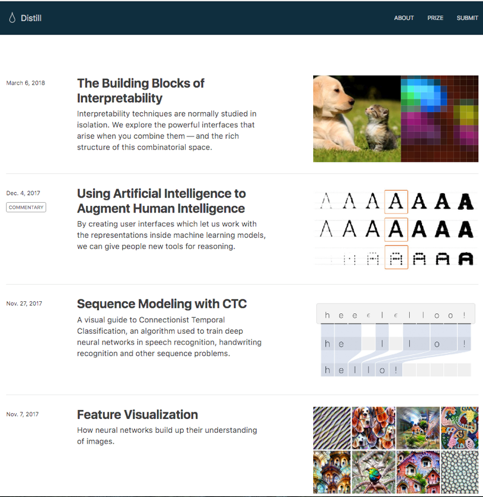 Distill
ABOUT PRIZE SUBMIT
March 6, 2018
The Building Blocks of
Interpretability
Interpretability techniques are normally studied in
isolation. We explore the powerful interfaces that
arise when you combine them — and the rich
structure of this combinatorial space.
Dec. 4, 2017
COMMENTARY
Using Artificial Intelligence to
Augment Human Intelligence
By creating user interfaces which let us work with
the representations inside machine learning models,
we can give people new tools for reasoning.
A A A A A A A A
A A A A A A A A
A A A A A A
Nov. 27, 2017
Sequence Modeling with CTC
A visual guide to Connectionist Temporal
Classification, an algorithm used to train deep
neural networks in speech recognition, handwriting
recognition and other sequence problems.
h e e ϵ l ϵ l l o o !
h e l l o !
h e l l o !
Nov. 7, 2017
Feature Visualization
How neural networks build up their understanding
of images.